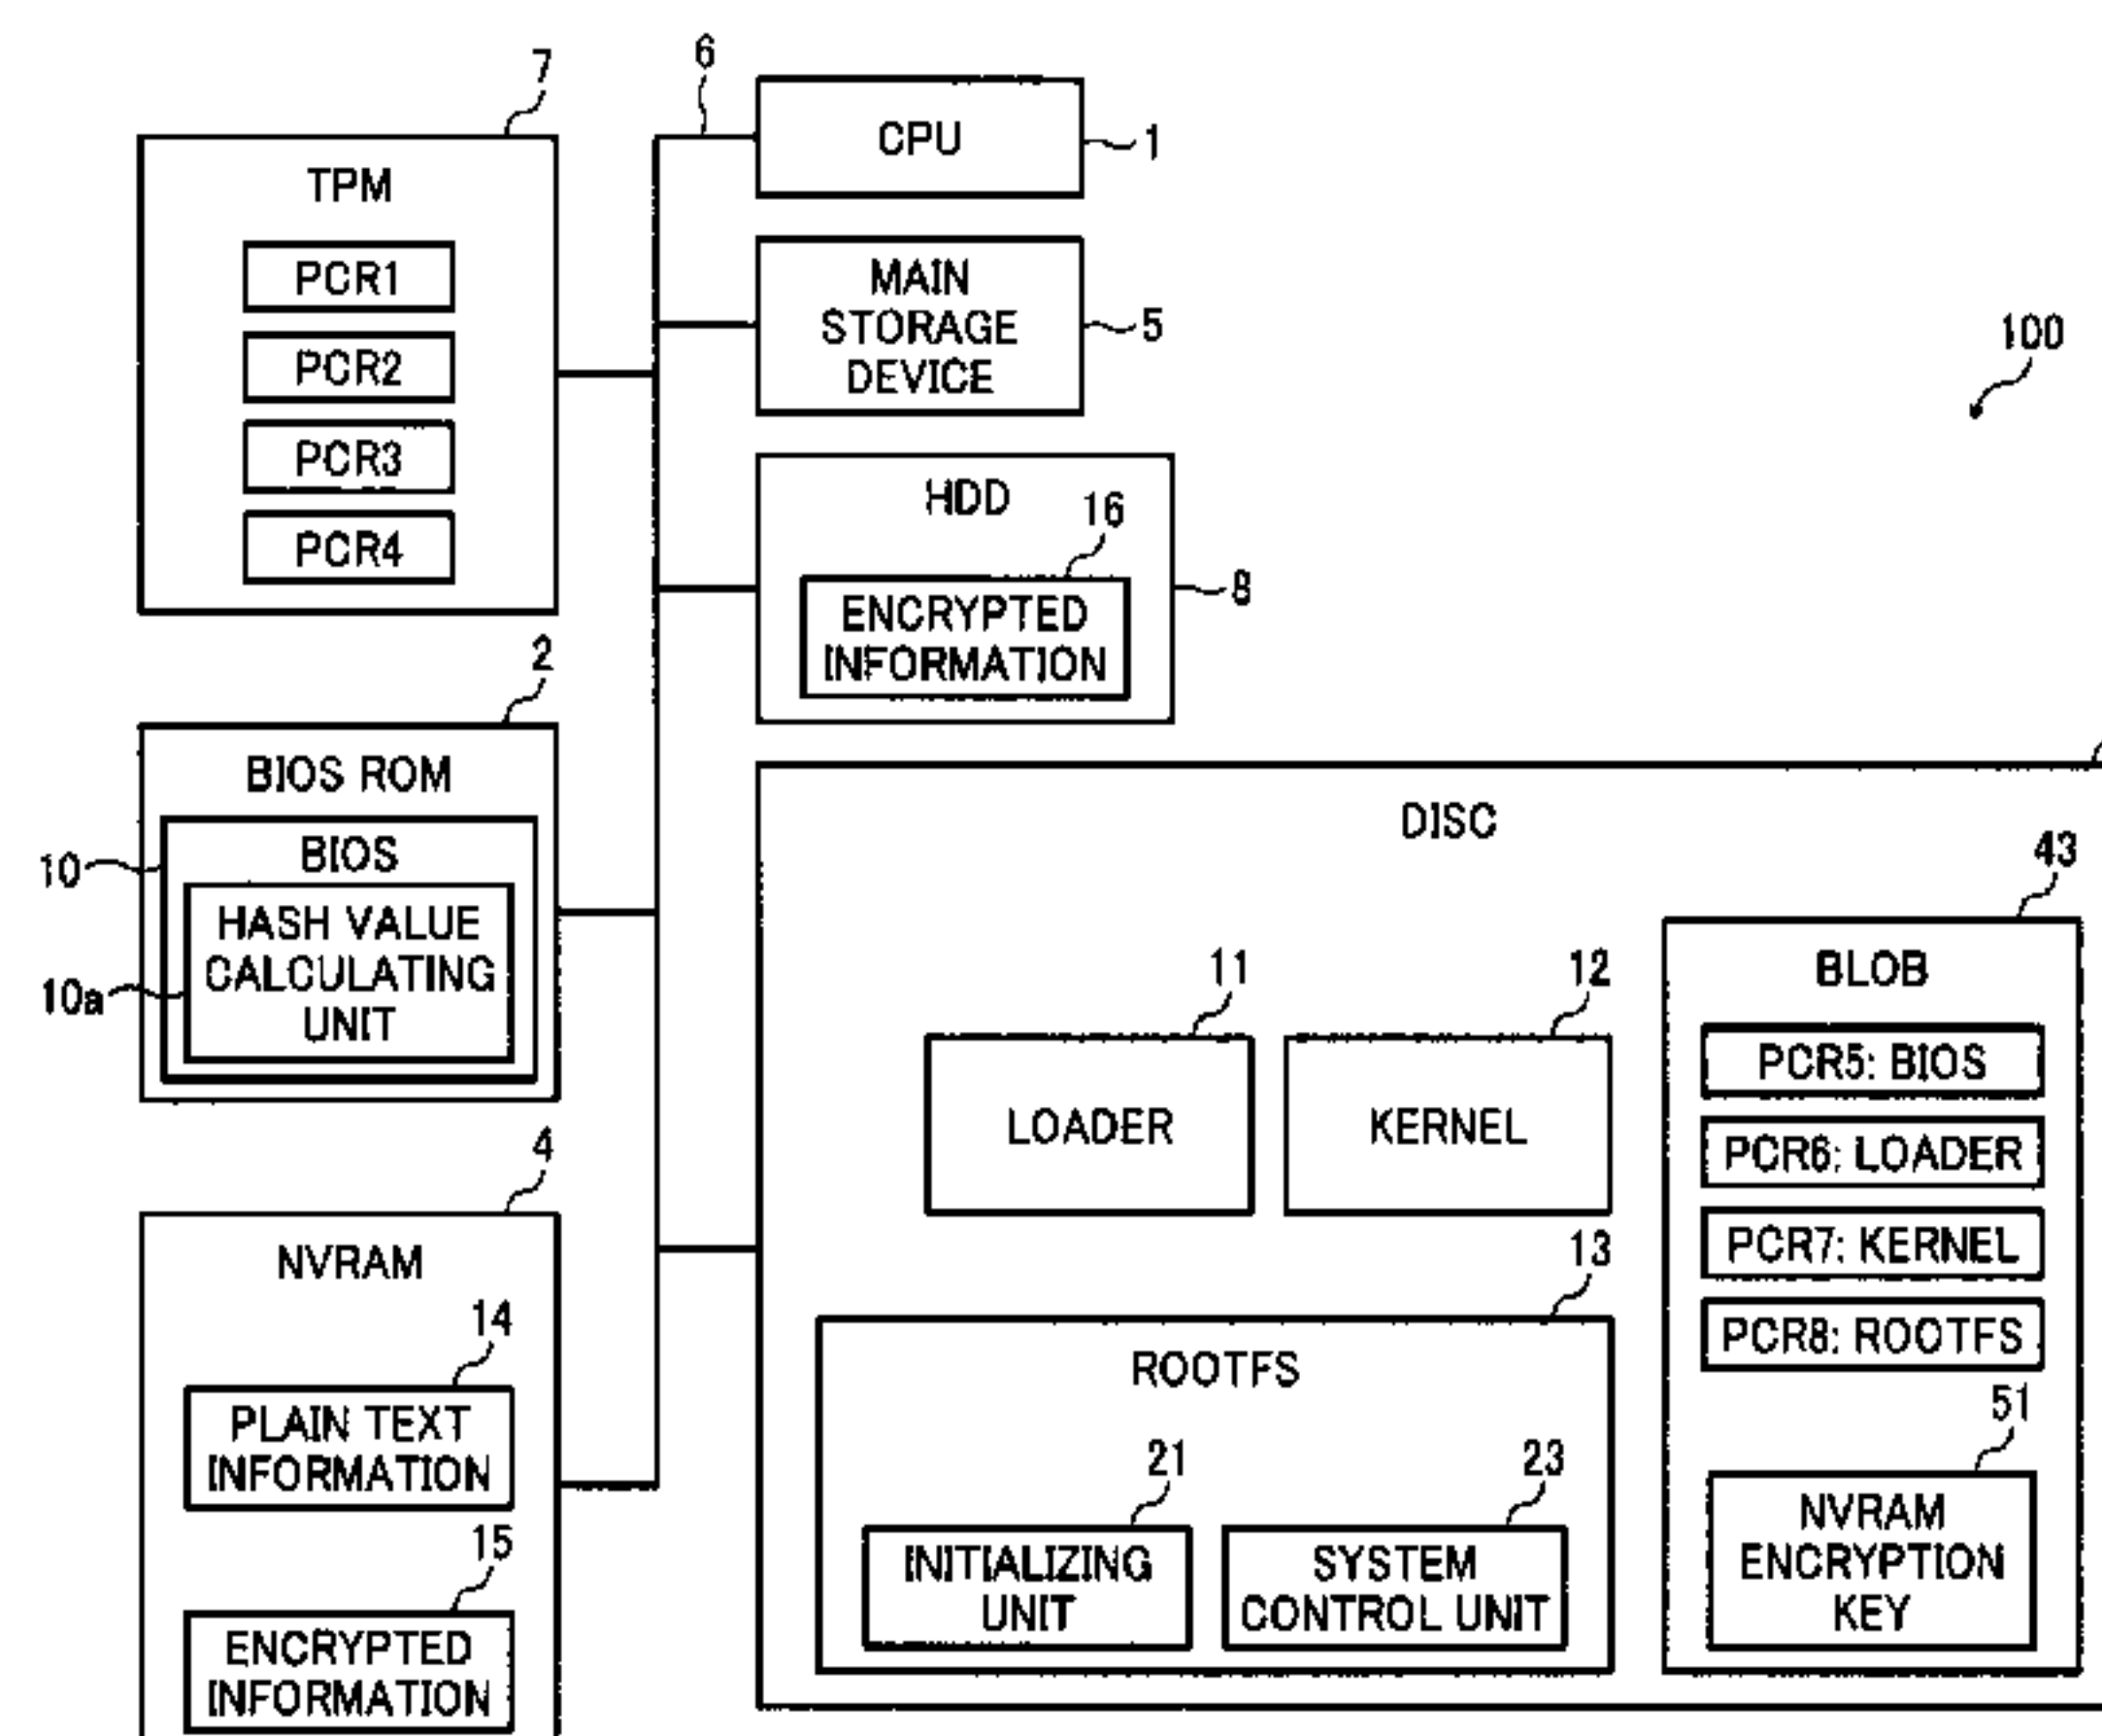 7
TPM
PCR1
PCR2
PCR3
PCR4
6
CPU
1
MAIN
STORAGE
DEVICE
5
100
HDD
16
ENCRYPTED
INFORMATION
8
2
BIOS ROM
10
BIOS
HASH VALUE
CALCULATING
UNIT
10a
4
NVRAM
14
PLAIN TEXT
INFORMATION
15
ENCRYPTED
INFORMATION
DISC
11
LOADER
12
KERNEL
13
ROOTFS
21
INITIALIZING
UNIT
23
SYSTEM
CONTROL UNIT
43
BLOB
PCR5: BIOS
PCR6: LOADER
PCR7: KERNEL
PCR8: ROOTFS
51
NVRAM
ENCRYPTION
KEY